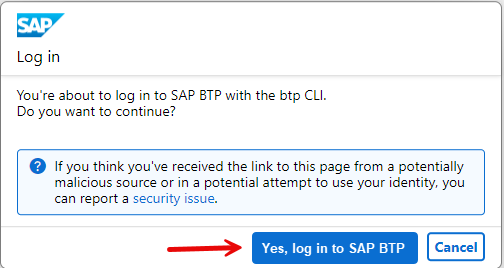 SAP
Log in
You're about to log in to SAP BTP with the btp CLI.
Do you want to continue?
If you think you've received the link to this page from a potentially
malicious source or in a potential attempt to use your identity, you
can report a security issue.
Yes, log in to SAP BTP
Cancel